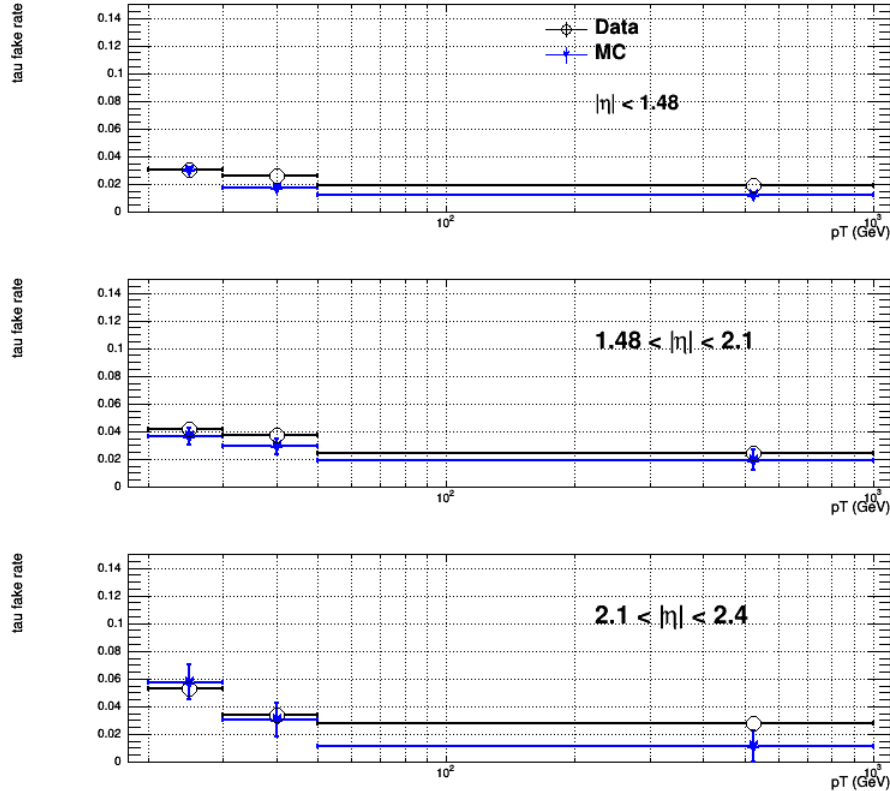 tau fake rate
0.14
0.12
0.1
0.08
0.06
0.04
0.02
0
Data
MC
|η| < 1.48
10²
10³
pT (GeV)
tau fake rate
0.14
0.12
0.1
0.08
0.06
0.04
0.02
0
1.48 < |η| < 2.1
10²
10³
pT (GeV)
tau fake rate
0.14
0.12
0.1
0.08
0.06
0.04
0.02
0
2.1 < |η| < 2.4
10²
10³
pT (GeV)